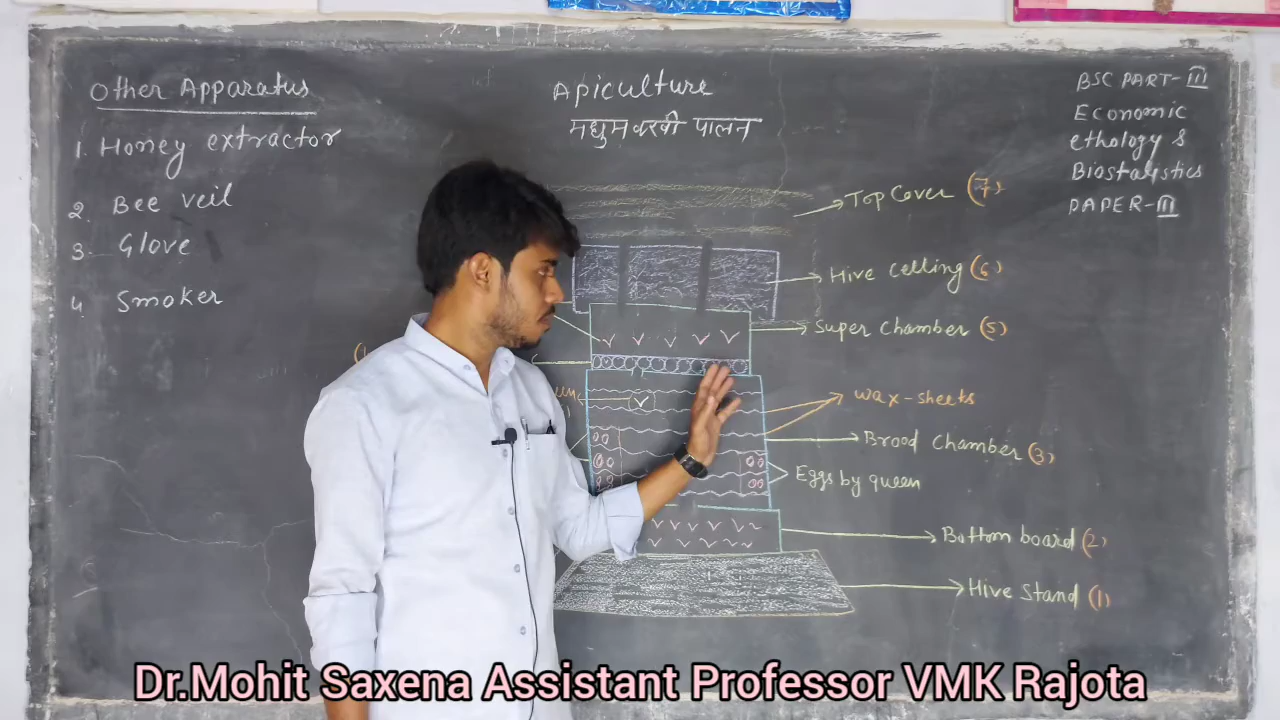 Other Apparatus
1. Honey extractor
2. Bee veil
3. Glove
4. Smoker
Apiculture
मधुमक्खी पालन
BSC PART-III
Economic
ethology &
Biostatistics
PAPER-III
Top Cover (7)
Hive Celling (6)
Super Chamber (5)
wax-sheets
Brood Chamber (3)
Eggs by queen
Bottom board (2)
Hive Stand (1)
Dr.Mohit Saxena Assistant Professor VMK Rajota